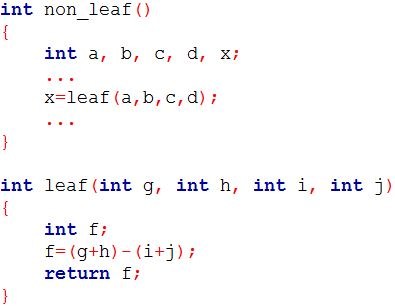 int non_leaf()
{
    int a, b, c, d, x;
    ...
    x=leaf(a,b,c,d);
    ...
}

int leaf(int g, int h, int i, int j)
{
    int f;
    f=(g+h)-(i+j);
    return f;
}